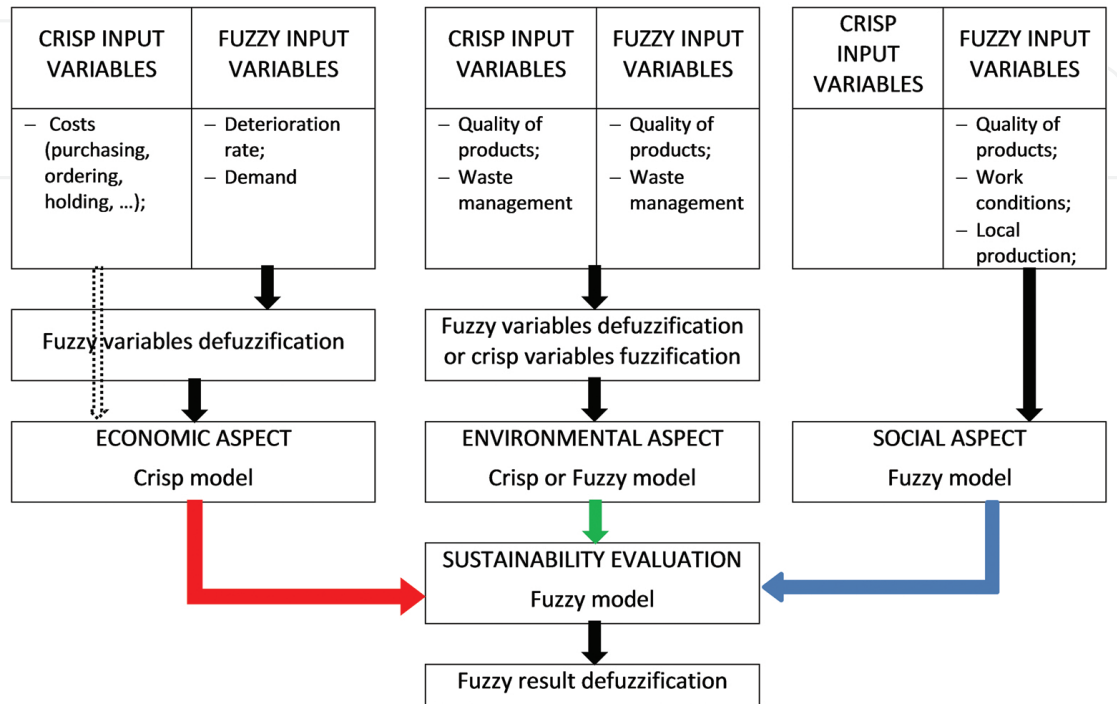 CRISP INPUT
VARIABLES
FUZZY INPUT
VARIABLES
– Costs
(purchasing,
ordering,
holding, …);
– Deterioration
rate;
– Demand
Fuzzy variables defuzzification
ECONOMIC ASPECT
Crisp model
CRISP INPUT
VARIABLES
FUZZY INPUT
VARIABLES
– Quality of
products;
– Waste
management
– Quality of
products;
– Waste
management
Fuzzy variables defuzzification
or crisp variables fuzzification
ENVIRONMENTAL ASPECT
Crisp or Fuzzy model
CRISP
INPUT
VARIABLES
FUZZY INPUT
VARIABLES
– Quality of
products;
– Work
conditions;
– Local
production;
SOCIAL ASPECT
Fuzzy model
SUSTAINABILITY EVALUATION
Fuzzy model
Fuzzy result defuzzification